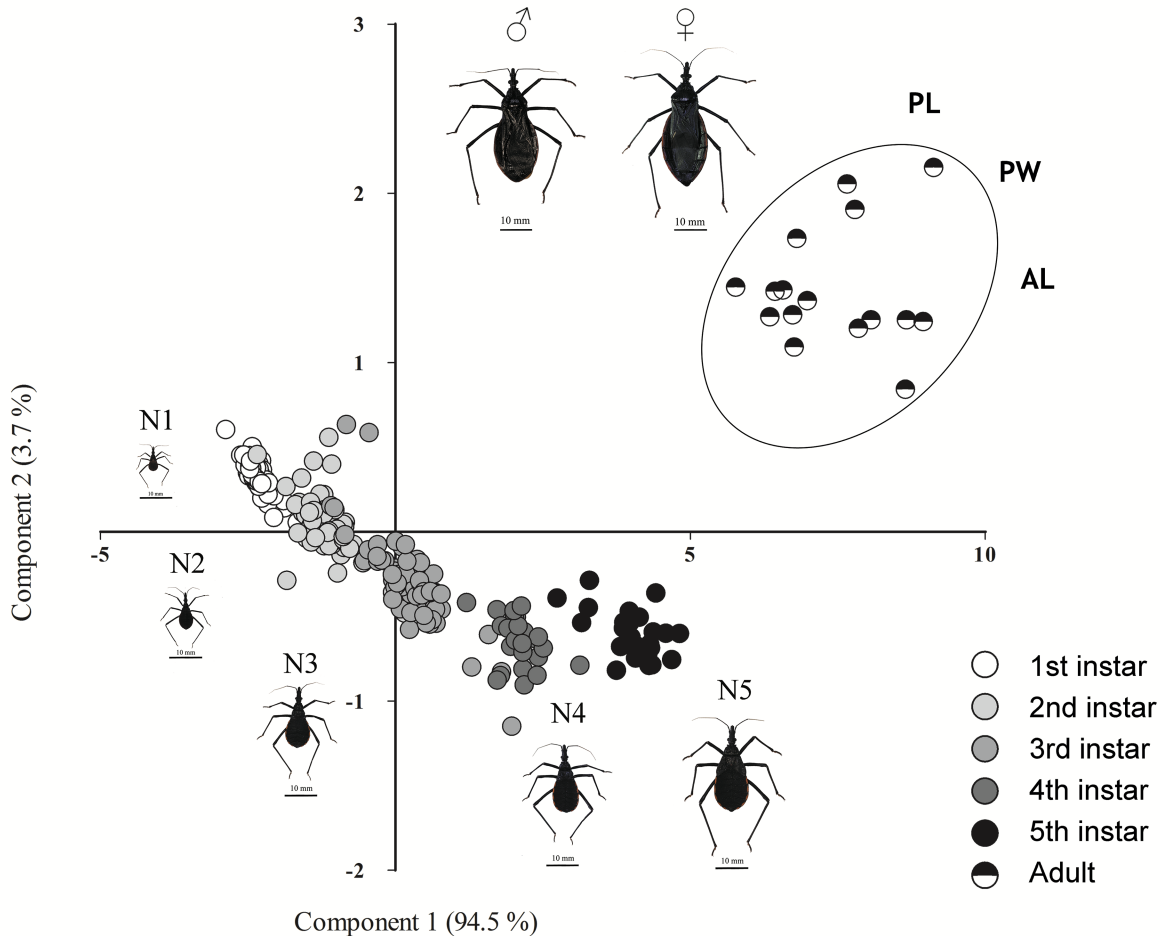 ♂ ♀
3
PL
PW
2
10 mm 10 mm
AL
1
N1
10 mm
-5 5 10
N2
10 mm
N3
N5
-1
N4
10 mm
10 mm
10 mm
-2
Component 2 (3.7 %)
Component 1 (94.5 %)
1st instar
2nd instar
3rd instar
4th instar
5th instar
Adult